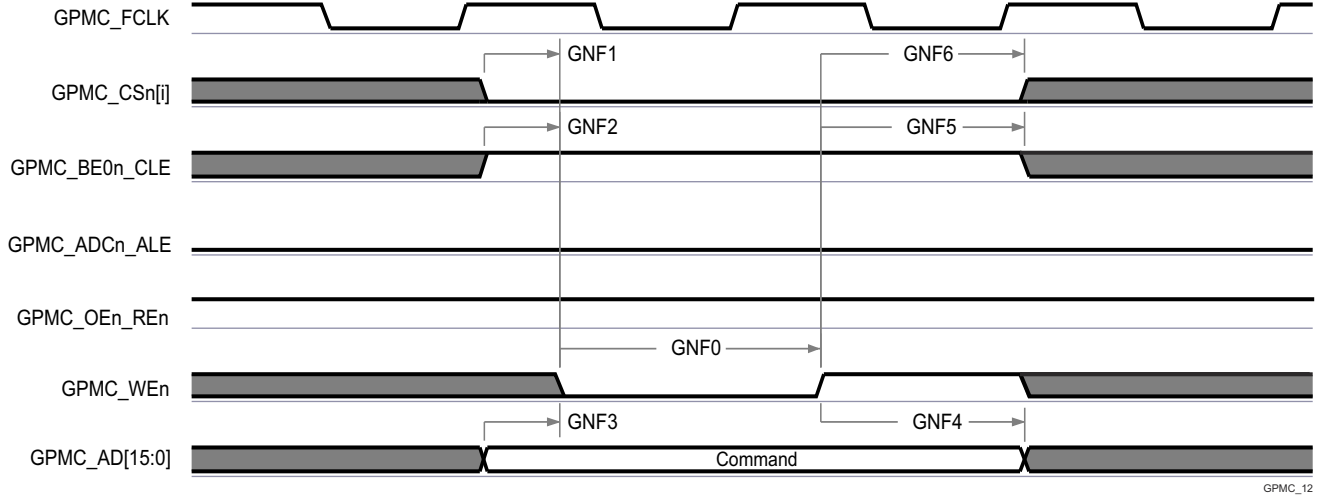 GPMC_FCLK
GNF1
GNF6
GPMC_CSn[i]
GNF2
GNF5
GPMC_BE0n_CLE
GPMC_ADCn_ALE
GPMC_OEn_REn
GNF0
GPMC_WEn
GNF3
GNF4
GPMC_AD[15:0]
Command
GPMC_12